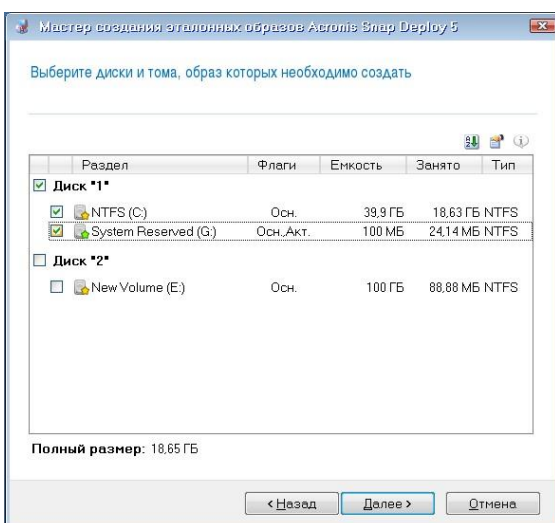 Мастер создания эталонных образов Acronis Snap Deploy 5
Выберите диски и тома, образ которых необходимо создать
Раздел Флаги Емкость Занято Тип
Диск "1"
NTFS (C:) Осн. 39,9 ГБ 18,63 ГБ NTFS
System Reserved (G:) Осн.,Акт. 100 МБ 24,14 МБ NTFS
Диск "2"
New Volume (E:) Осн. 100 ГБ 88,88 МБ NTFS
Полный размер: 18,65 ГБ
< Назад Далее > Отмена